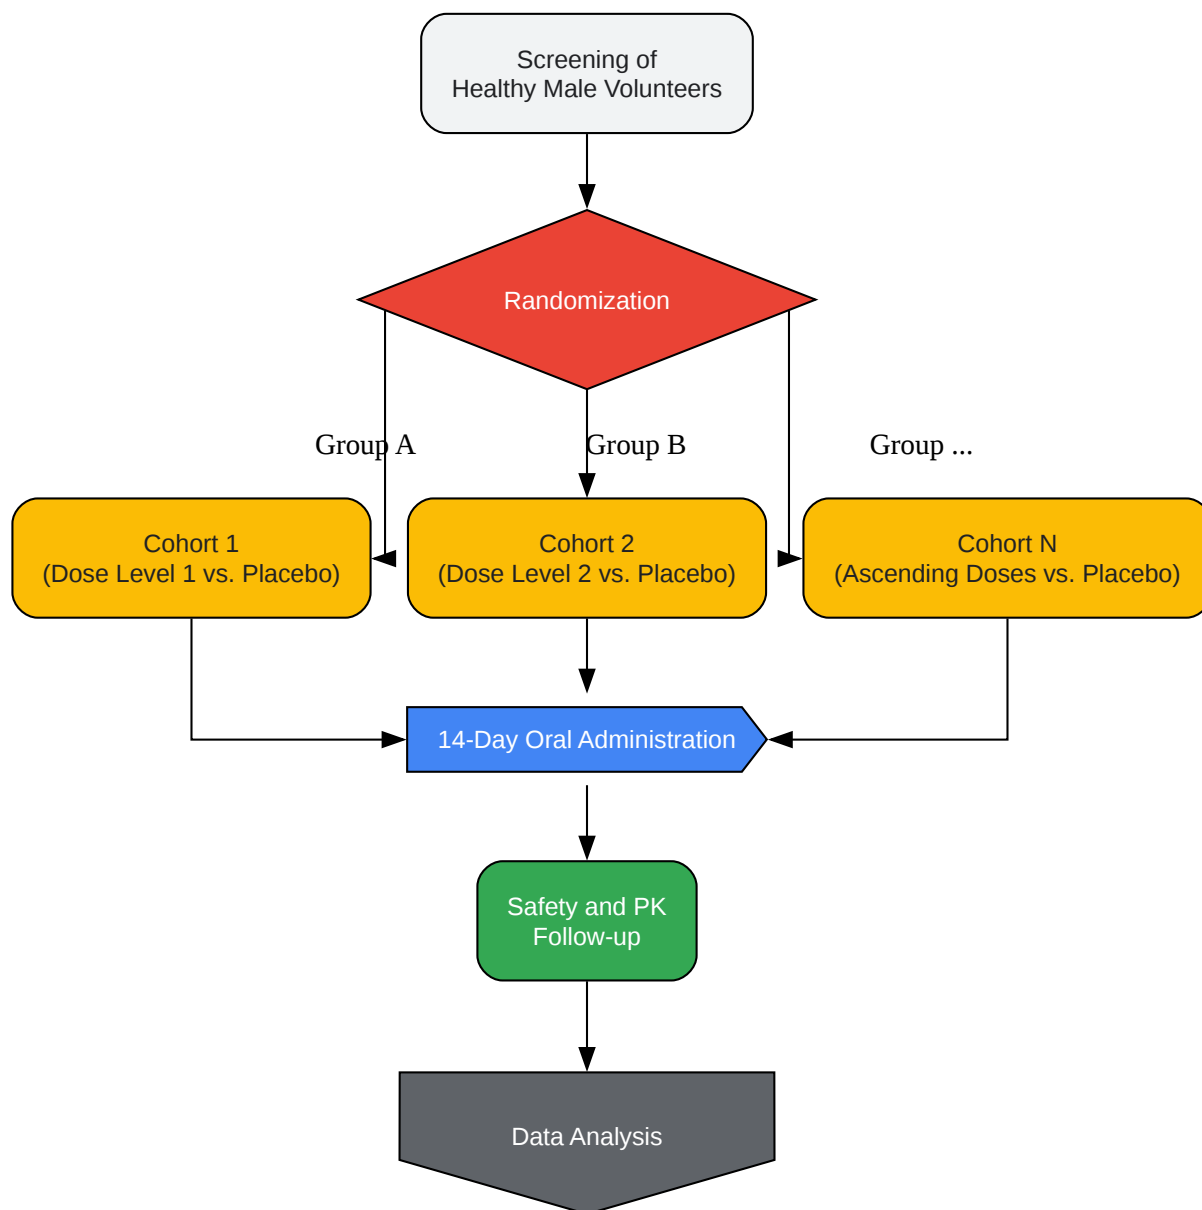 Screening of
Healthy Male Volunteers
Randomization
Group A
Group B
Group ...
Cohort 1
(Dose Level 1 vs. Placebo)
Cohort 2
(Dose Level 2 vs. Placebo)
Cohort N
(Ascending Doses vs. Placebo)
14-Day Oral Administration
Safety and PK
Follow-up
Data Analysis